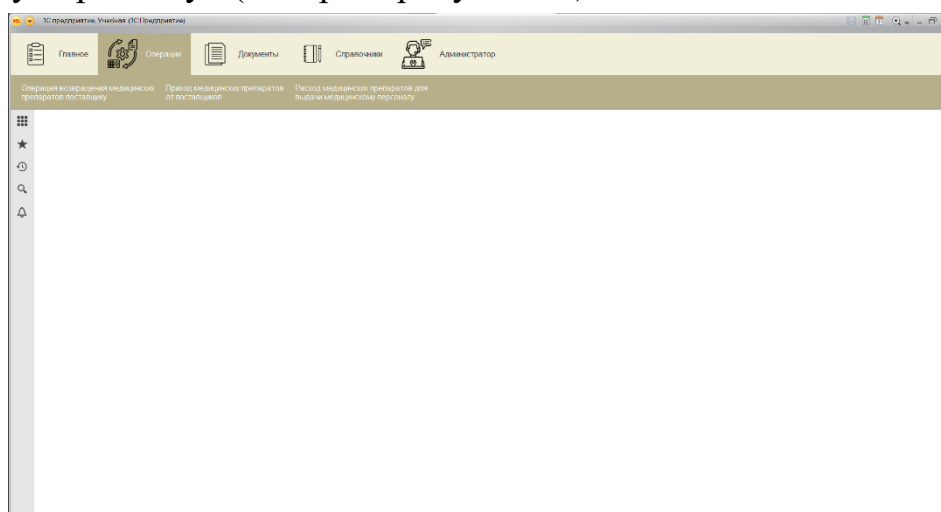 1С:Предприятие, Учебная (1С:Предприятие)
Главное
Операции
Документы
Справочники
Администратор
Операция возвращения медицинских
препаратов поставщику
Приход медицинских препаратов
от поставщиков
Расход медицинских препаратов для
выдачи медицинскому персоналу